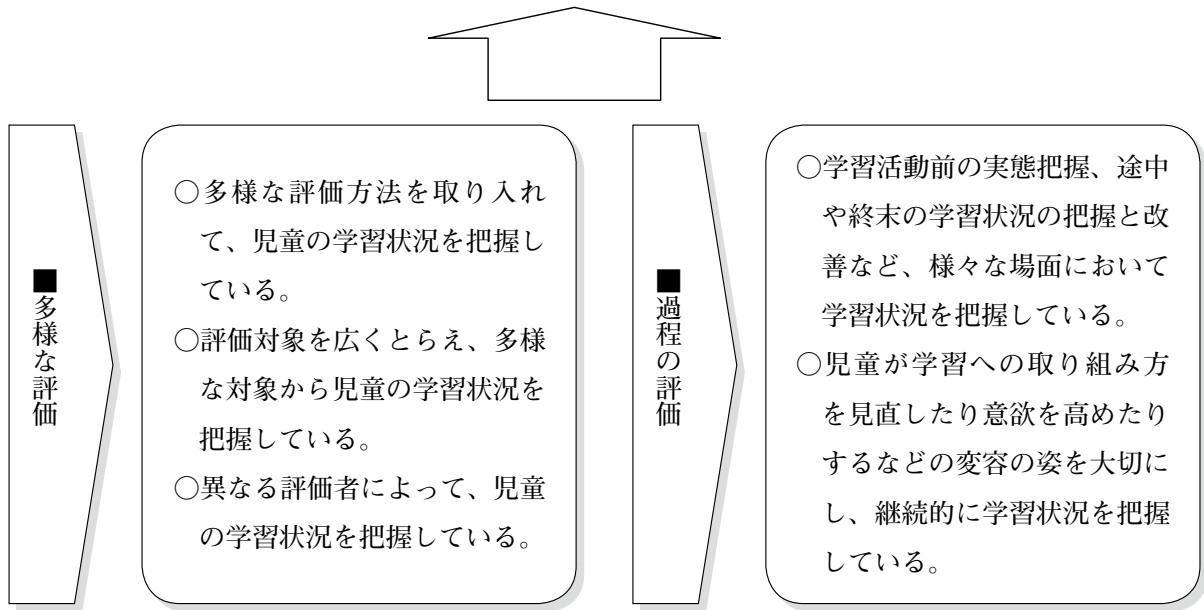 ■多様な評価
○多様な評価方法を取り入れ
て、児童の学習状況を把握し
ている。
○評価対象を広くとらえ、多様
な対象から児童の学習状況を
把握している。
○異なる評価者によって、児童
の学習状況を把握している。
■過程の評価
○学習活動前の実態把握、途中
や終末の学習状況の把握と改
善など、様々な場面において
学習状況を把握している。
○児童が学習への取り組み方
を見直したり意欲を高めたり
するなどの変容の姿を大切に
し、継続的に学習状況を把握
している。